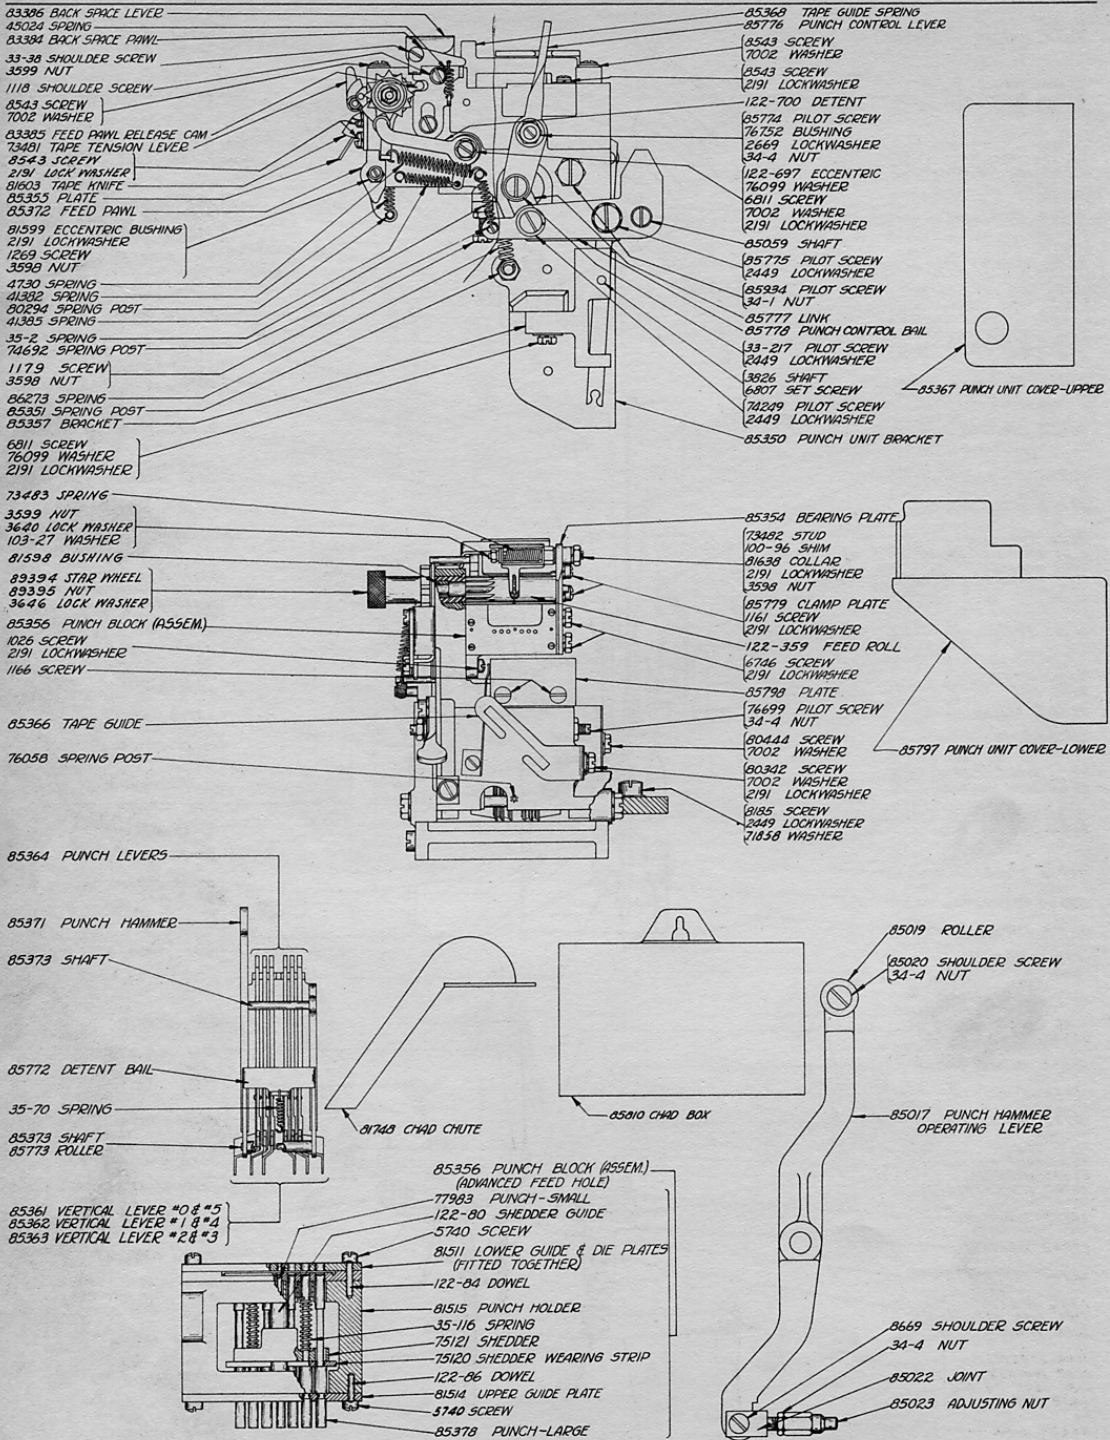 83386 BACK SPACE LEVER
45024 SPRING
83384 BACK SPACE PAWL
33-38 SHOULDER SCREW
3599 NUT
1118 SHOULDER SCREW
8543 SCREW
7002 WASHER
83385 FEED PAWL RELEASE CAM
73481 TAPE TENSION LEVER
8543 SCREW
2191 LOCK WASHER
81603 TAPE KNIFE
85355 PLATE
85372 FEED PAWL
81599 ECCENTRIC BUSHING
2191 LOCKWASHER
1269 SCREW
3598 NUT
4730 SPRING
41382 SPRING
80294 SPRING POST
41385 SPRING
35-2 SPRING
74692 SPRING POST
1179 SCREW
3598 NUT
86273 SPRING
85351 SPRING POST
85357 BRACKET
6811 SCREW
76099 WASHER
2191 LOCKWASHER
85368 TAPE GUIDE SPRING
85776 PUNCH CONTROL LEVER
8543 SCREW
7002 WASHER
8543 SCREW
2191 LOCKWASHER
122-700 DETENT
85774 PILOT SCREW
76752 BUSHING
2669 LOCKWASHER
34-4 NUT
122-697 ECCENTRIC
76099 WASHER
6811 SCREW
7002 WASHER
2191 LOCKWASHER
85059 SHAFT
85775 PILOT SCREW
2449 LOCKWASHER
85934 PILOT SCREW
34-1 NUT
85777 LINK
85778 PUNCH CONTROL BAIL
33-217 PILOT SCREW
2449 LOCKWASHER
3826 SHAFT
6807 SET SCREW
74249 PILOT SCREW
2449 LOCKWASHER
85350 PUNCH UNIT BRACKET
85367 PUNCH UNIT COVER-UPPER
73483 SPRING
3599 NUT
3640 LOCK WASHER
103-27 WASHER
81598 BUSHING
89394 STAR WHEEL
89395 NUT
3646 LOCK WASHER
85356 PUNCH BLOCK (ASSEM.)
1026 SCREW
2191 LOCKWASHER
1166 SCREW
85366 TAPE GUIDE
76058 SPRING POST
85354 BEARING PLATE
73482 STUD
100-96 SHIM
81638 COLLAR
2191 LOCKWASHER
3598 NUT
85779 CLAMP PLATE
1161 SCREW
2191 LOCKWASHER
122-359 FEED ROLL
6746 SCREW
2191 LOCKWASHER
85798 PLATE
76699 PILOT SCREW
34-4 NUT
80444 SCREW
7002 WASHER
80342 SCREW
7002 WASHER
2191 LOCKWASHER
8185 SCREW
2449 LOCKWASHER
71858 WASHER
85797 PUNCH UNIT COVER-LOWER
85364 PUNCH LEVERS
85371 PUNCH HAMMER
85373 SHAFT
85772 DETENT BAIL
35-70 SPRING
85373 SHAFT
85773 ROLLER
85361 VERTICAL LEVER #0 & #5
85362 VERTICAL LEVER #1 & #4
85363 VERTICAL LEVER #2 & #3
81748 CHAD CHUTE
85810 CHAD BOX
85019 ROLLER
85020 SHOULDER SCREW
34-4 NUT
85017 PUNCH HAMMER
OPERATING LEVER
85356 PUNCH BLOCK (ASSEM.)
(ADVANCED FEED HOLE)
77983 PUNCH-SMALL
122-80 SHEDDER GUIDE
5740 SCREW
81511 LOWER GUIDE & DIE PLATES
(FITTED TOGETHER)
122-84 DOWEL
81515 PUNCH HOLDER
35-116 SPRING
75121 SHEDDER
75120 SHEDDER WEARING STRIP
122-86 DOWEL
81514 UPPER GUIDE PLATE
5740 SCREW
85378 PUNCH-LARGE
8669 SHOULDER SCREW
34-4 NUT
85022 JOINT
85023 ADJUSTING NUT